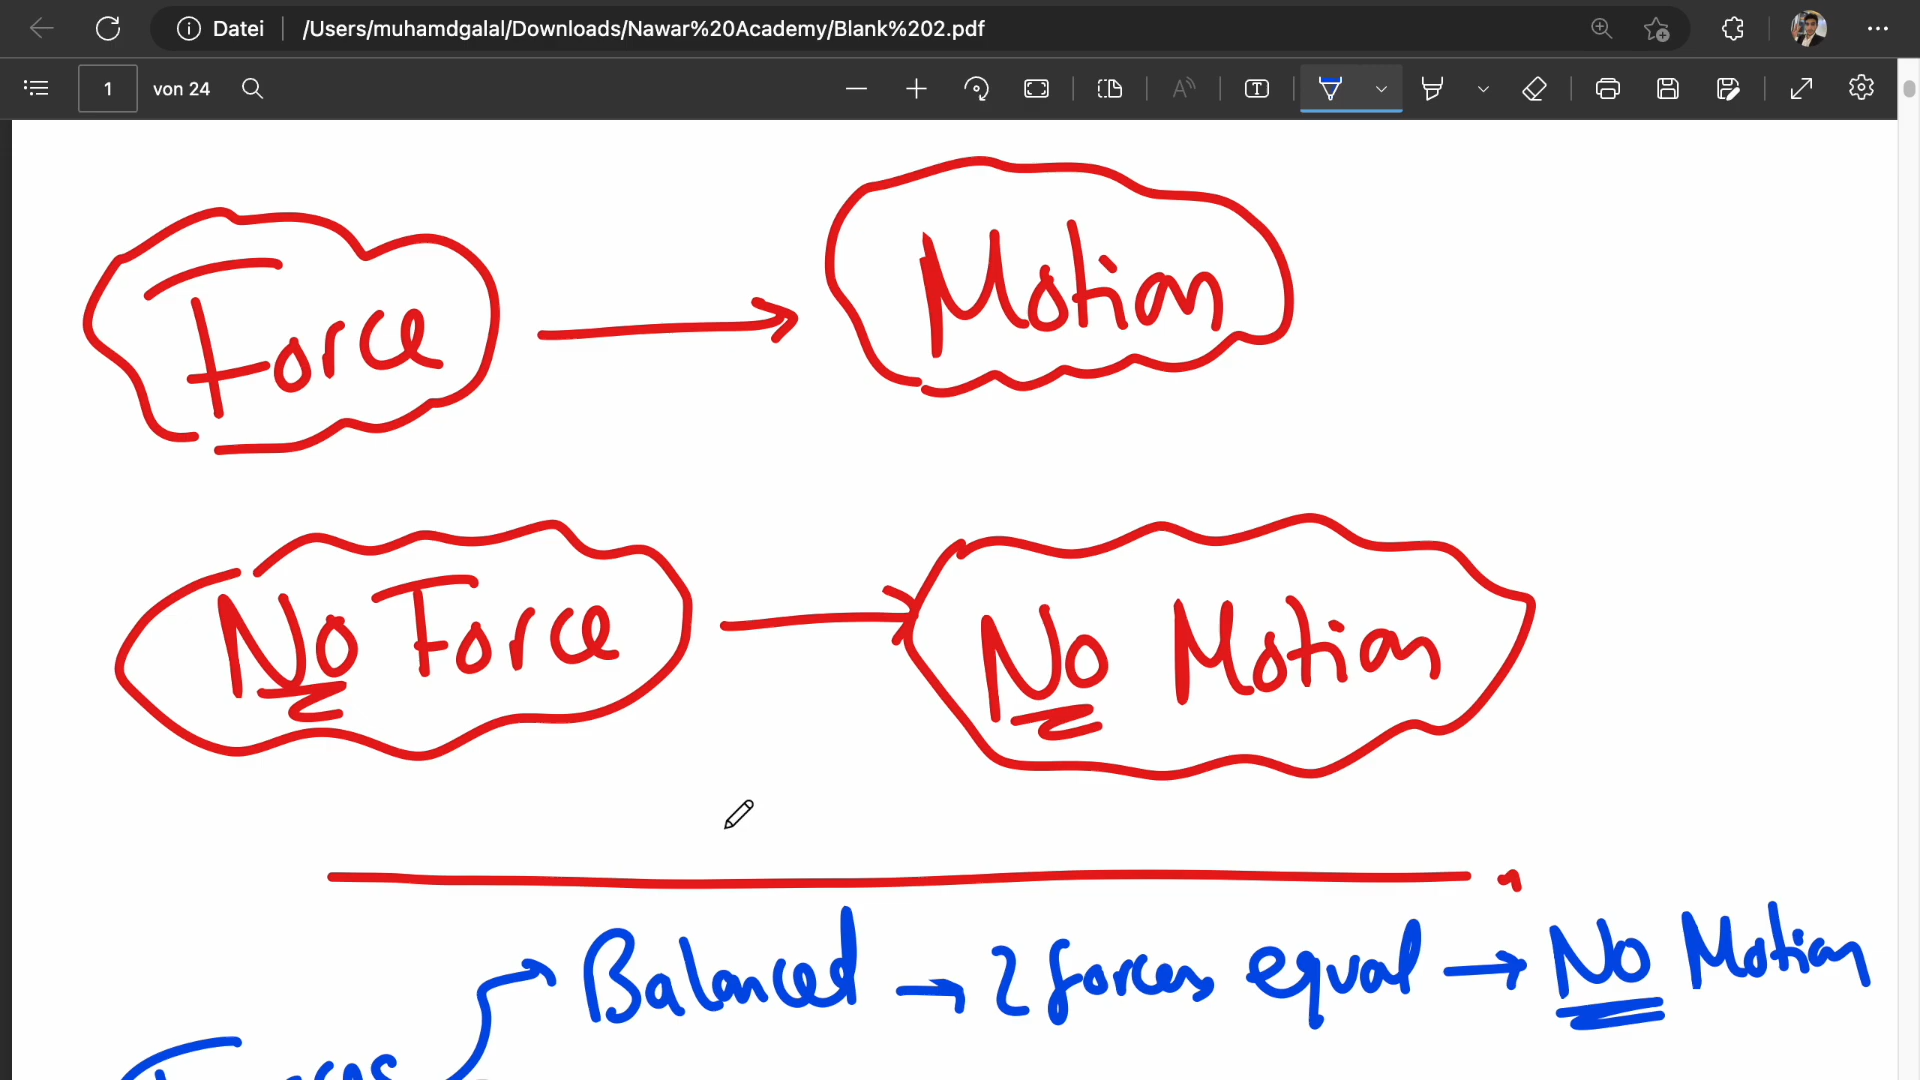 Datei /Users/muhamdgalal/Downloads/Nawar%20Academy/Blank%202.pdf
1 von 24
Force → Motion
No Force → No Motion
Balanced → 2 forces equal → No Motion
Forces